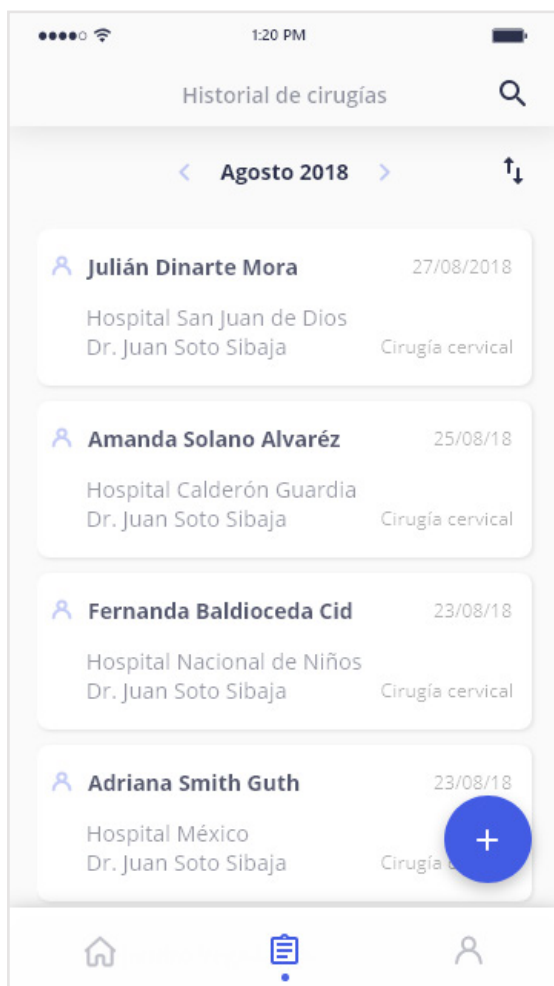 1:20 PM
Historial de cirugías
Agosto 2018
Julián Dinarte Mora 27/08/2018
Hospital San Juan de Dios
Dr. Juan Soto Sibaja Cirugía cervical
Amanda Solano Alvaréz 25/08/18
Hospital Calderón Guardia
Dr. Juan Soto Sibaja Cirugía cervical
Fernanda Baldioceda Cid 23/08/18
Hospital Nacional de Niños
Dr. Juan Soto Sibaja Cirugía cervical
Adriana Smith Guth 23/08/18
Hospital México
Dr. Juan Soto Sibaja Cirugía